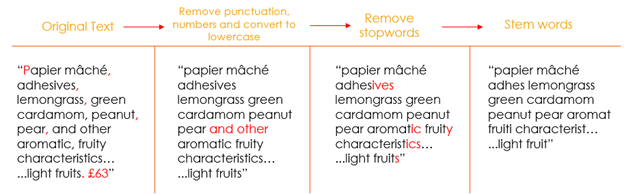 Original Text
Remove punctuation,
numbers and convert to
lowercase
Remove
stopwords
Stem words
“Papier mâché,
adhesives,
lemongrass, green
cardamom, peanut,
pear, and other
aromatic, fruity
characteristics…
...light fruits. £63”
“papier mâché
adhesives
lemongrass green
cardamom peanut
pear and other
aromatic fruity
characteristics…
...light fruits”
“papier mâché
adhesives
lemongrass green
cardamom peanut
pear aromatic fruity
characteristics…
...light fruits”
“papier mâché
adhes lemongrass
green cardamom
peanut pear aromat
fruiti characterist…
...light fruit”